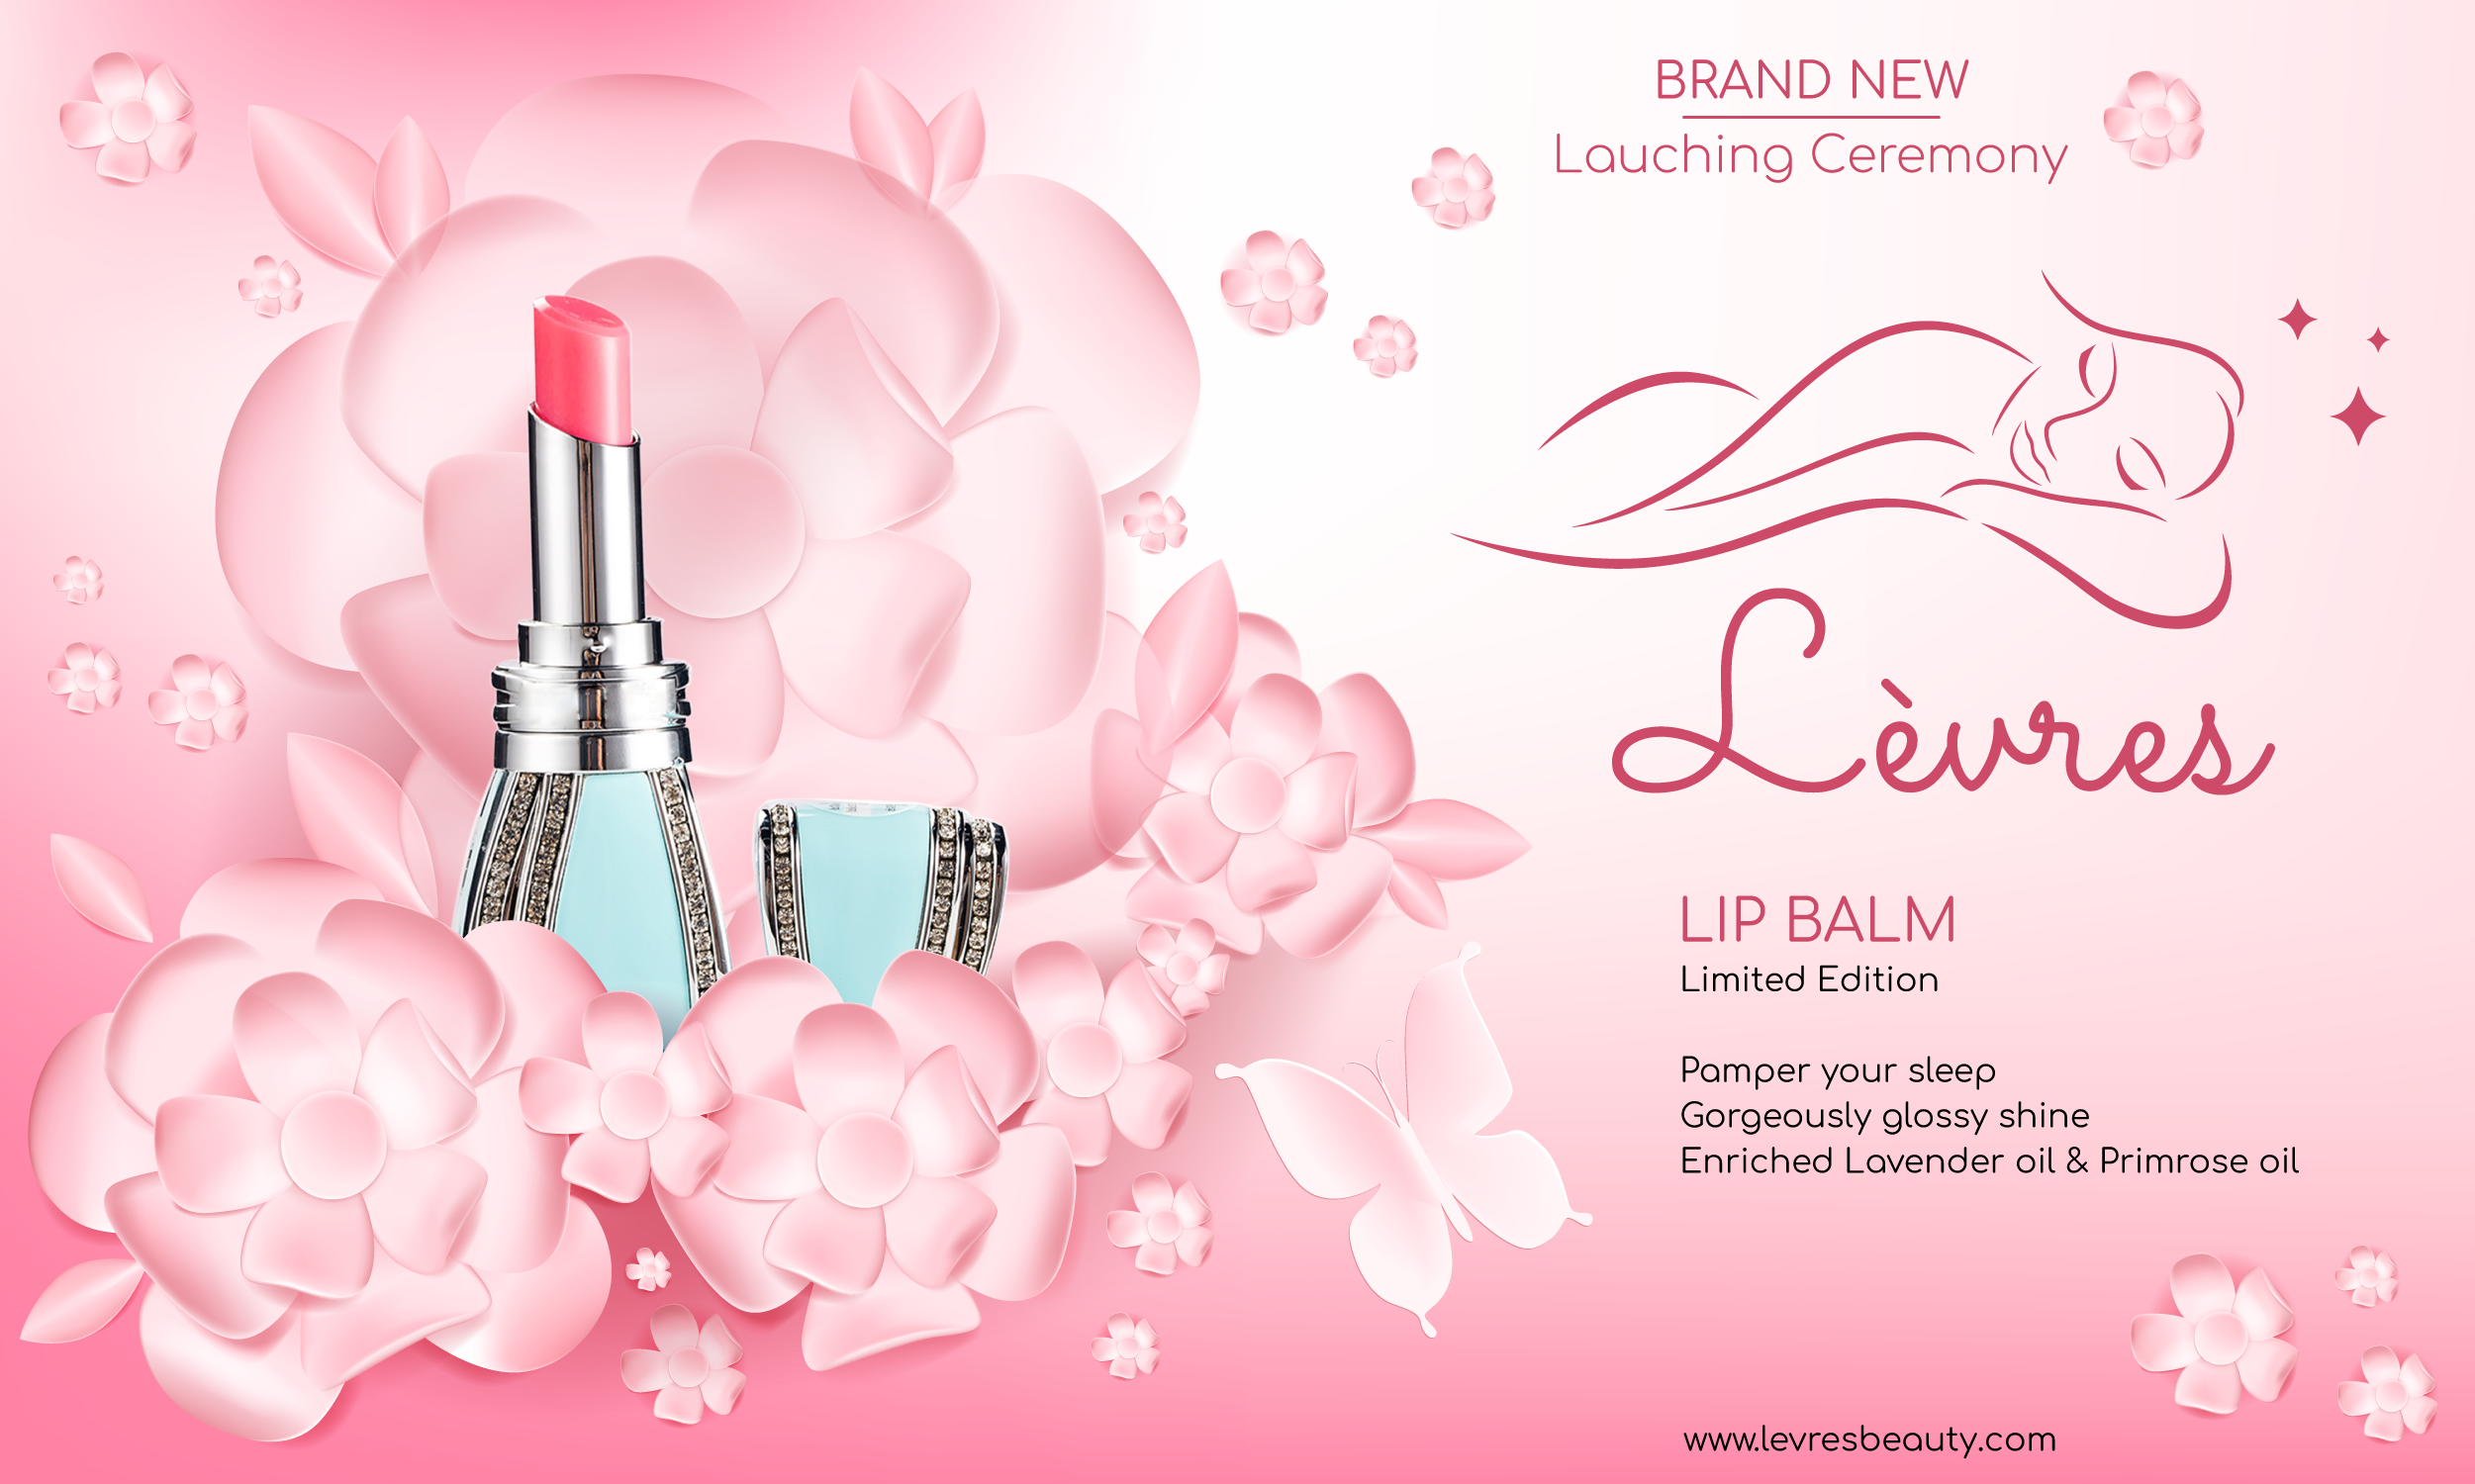 BRAND NEW
Lauching Ceremony
Lèvres
LIP BALM
Limited Edition
Pamper your sleep
Gorgeously glossy shine
Enriched Lavender oil & Primrose oil
www.levresbeauty.com